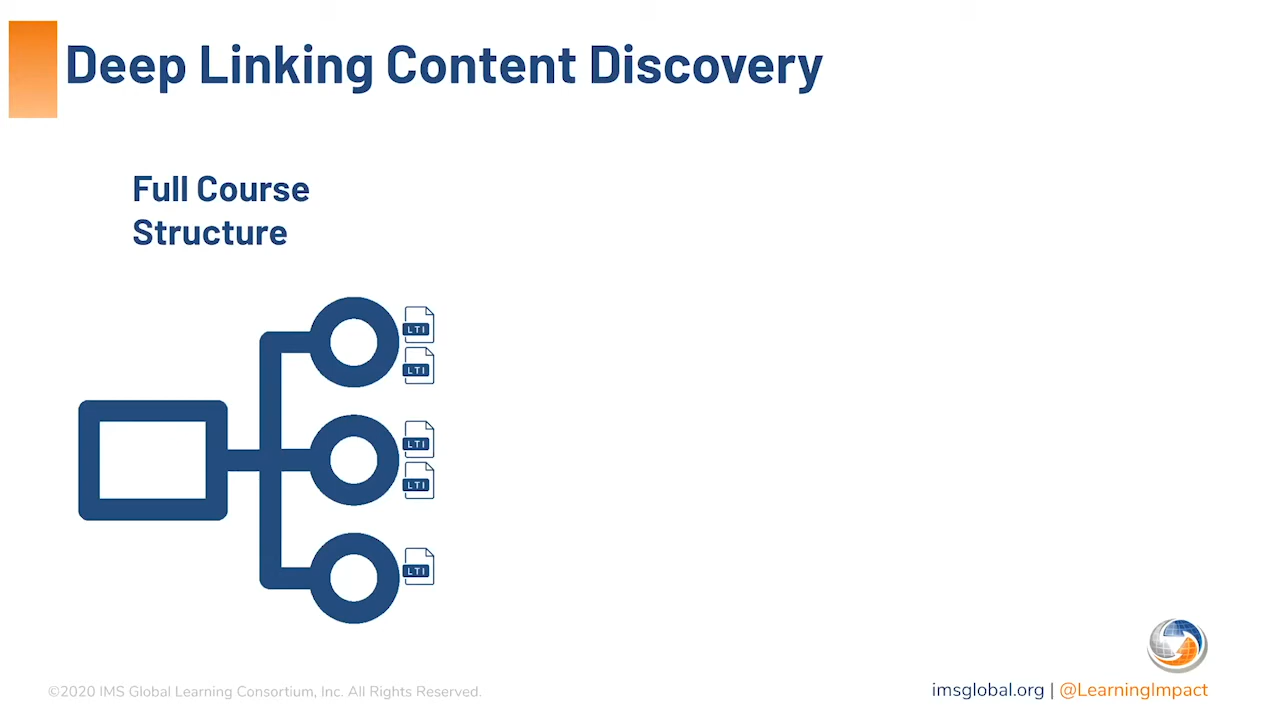 Deep Linking Content Discovery
Full Course
Structure
LTI
LTI
LTI
LTI
LTI
©2020 IMS Global Learning Consortium, Inc. All Rights Reserved.
imsglobal.org | @LearningImpact